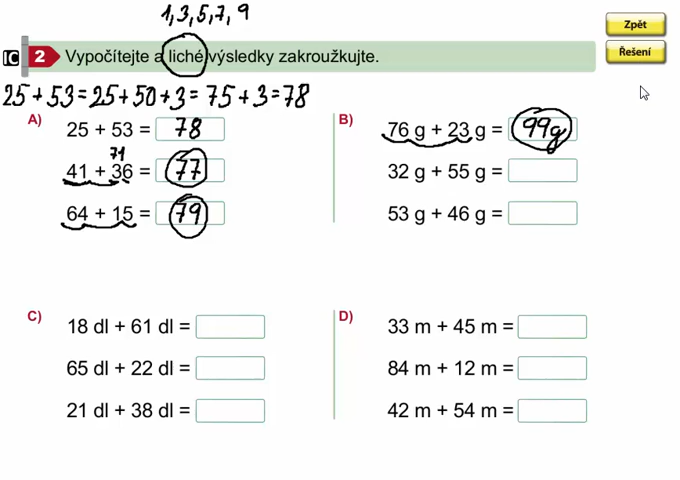 1, 3, 5, 7, 9
Zpět
2 Vypočítejte a liché výsledky zakroužkujte.
Řešení
25 + 53 = 25 + 50 + 3 = 75 + 3 = 78
A)
25 + 53 = 78
71
41 + 36 = 77
64 + 15 = 79
B)
76 g + 23 g = 99g
32 g + 55 g =
53 g + 46 g =
C)
18 dl + 61 dl =
65 dl + 22 dl =
21 dl + 38 dl =
D)
33 m + 45 m =
84 m + 12 m =
42 m + 54 m =